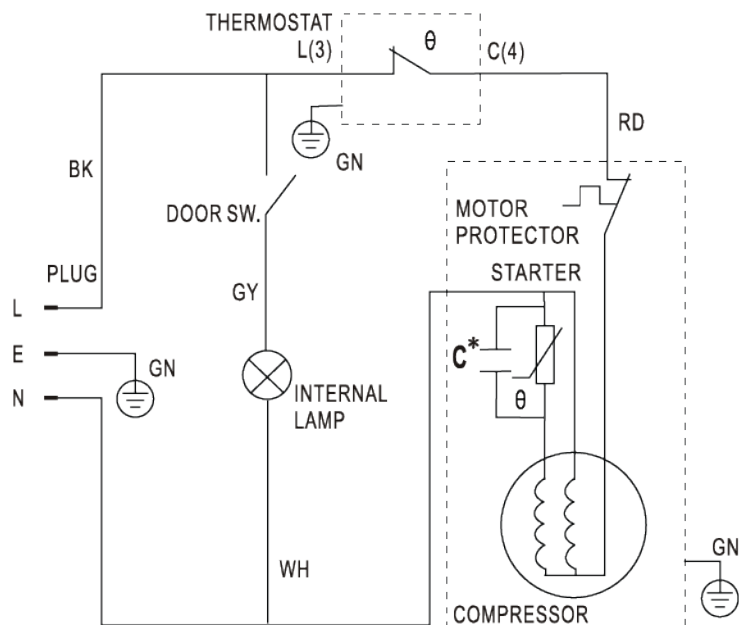 THERMOSTAT
L(3)
θ
C(4)
RD
GN
BK
DOOR SW.
MOTOR
PROTECTOR
PLUG
STARTER
GY
L
E
N
GN
C*
θ
INTERNAL
LAMP
WH
GN
COMPRESSOR